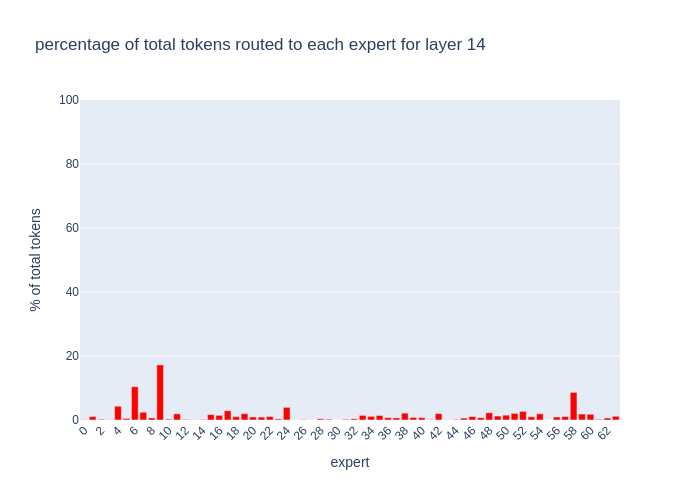 percentage of total tokens routed to each expert for layer 14
100
80
60
40
20
0
% of total tokens
0 2 4 6 8 10 12 14 16 18 20 22 24 26 28 30 32 34 36 38 40 42 44 46 48 50 52 54 56 58 60 62
expert